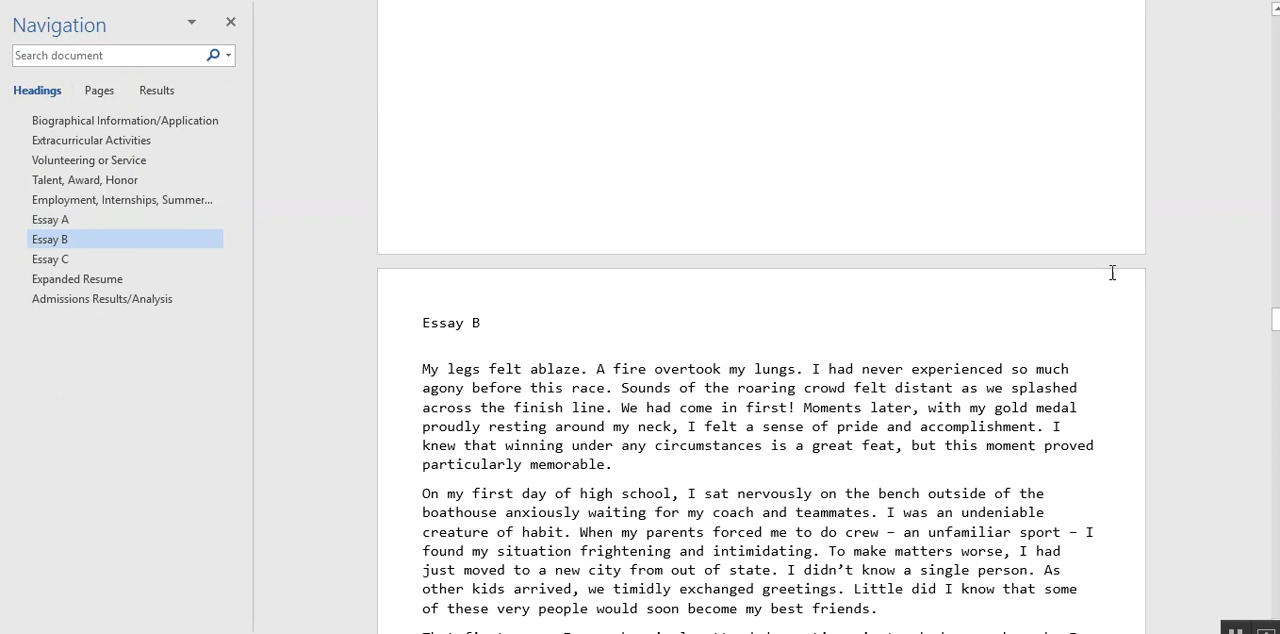 Navigation
Search document
Headings Pages Results
Biographical Information/Application
Extracurricular Activities
Volunteering or Service
Talent, Award, Honor
Employment, Internships, Summer...
Essay A
Essay B
Essay C
Expanded Resume
Admissions Results/Analysis
Essay B
My legs felt ablaze. A fire overtook my lungs. I had never experienced so much
agony before this race. Sounds of the roaring crowd felt distant as we splashed
across the finish line. We had come in first! Moments later, with my gold medal
proudly resting around my neck, I felt a sense of pride and accomplishment. I
knew that winning under any circumstances is a great feat, but this moment proved
particularly memorable.
On my first day of high school, I sat nervously on the bench outside of the
boathouse anxiously waiting for my coach and teammates. I was an undeniable
creature of habit. When my parents forced me to do crew – an unfamiliar sport – I
found my situation frightening and intimidating. To make matters worse, I had
just moved to a new city from out of state. I didn’t know a single person. As
other kids arrived, we timidly exchanged greetings. Little did I know that some
of these very people would soon become my best friends.